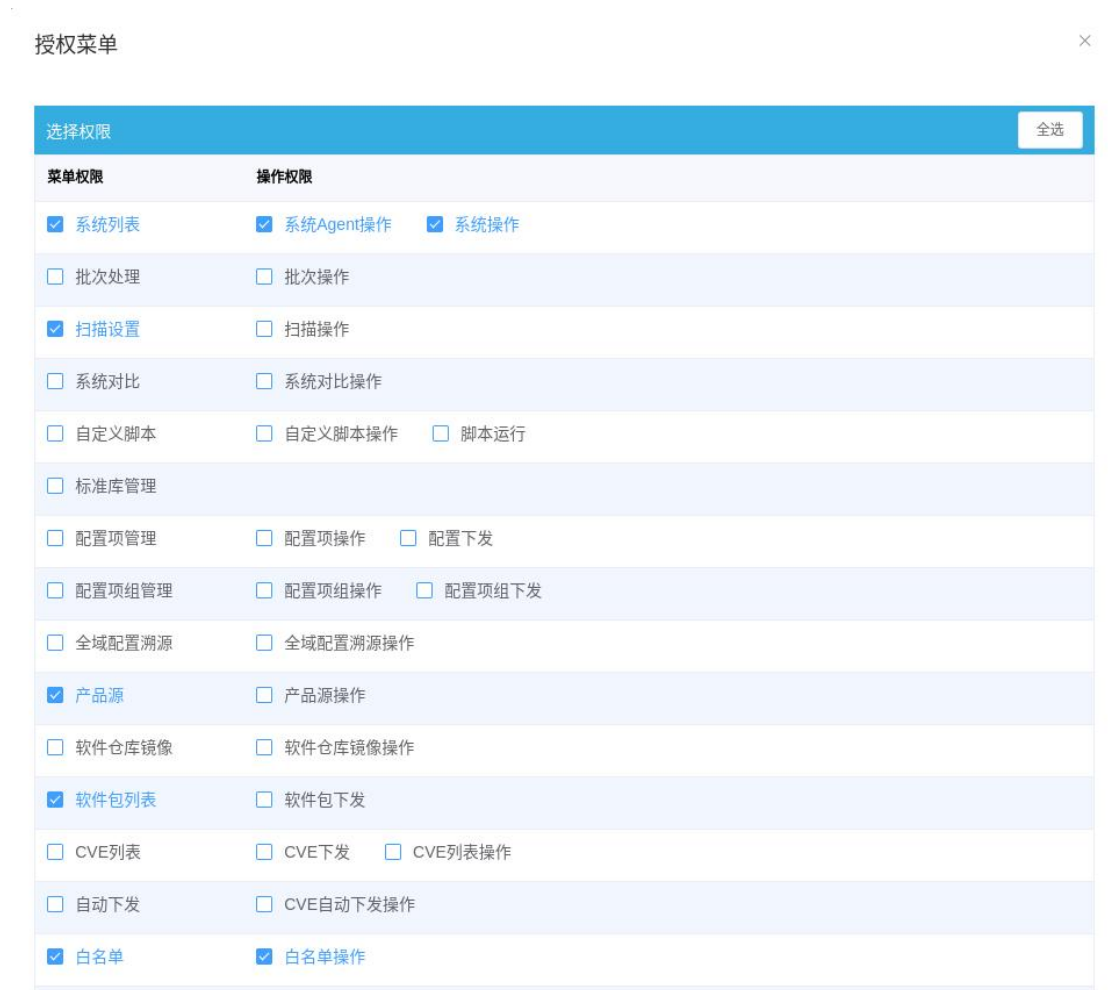 授权菜单
选择权限 全选
菜单权限 操作权限
系统列表 系统Agent操作 系统操作
批次处理 批次操作
扫描设置 扫描操作
系统对比 系统对比操作
自定义脚本 自定义脚本操作 脚本运行
标准库管理
配置项管理 配置项操作 配置下发
配置项组管理 配置项组操作 配置项组下发
全域配置溯源 全域配置溯源操作
产品源 产品源操作
软件仓库镜像 软件仓库镜像操作
软件包列表 软件包下发
CVE列表 CVE下发 CVE列表操作
自动下发 CVE自动下发操作
白名单 白名单操作